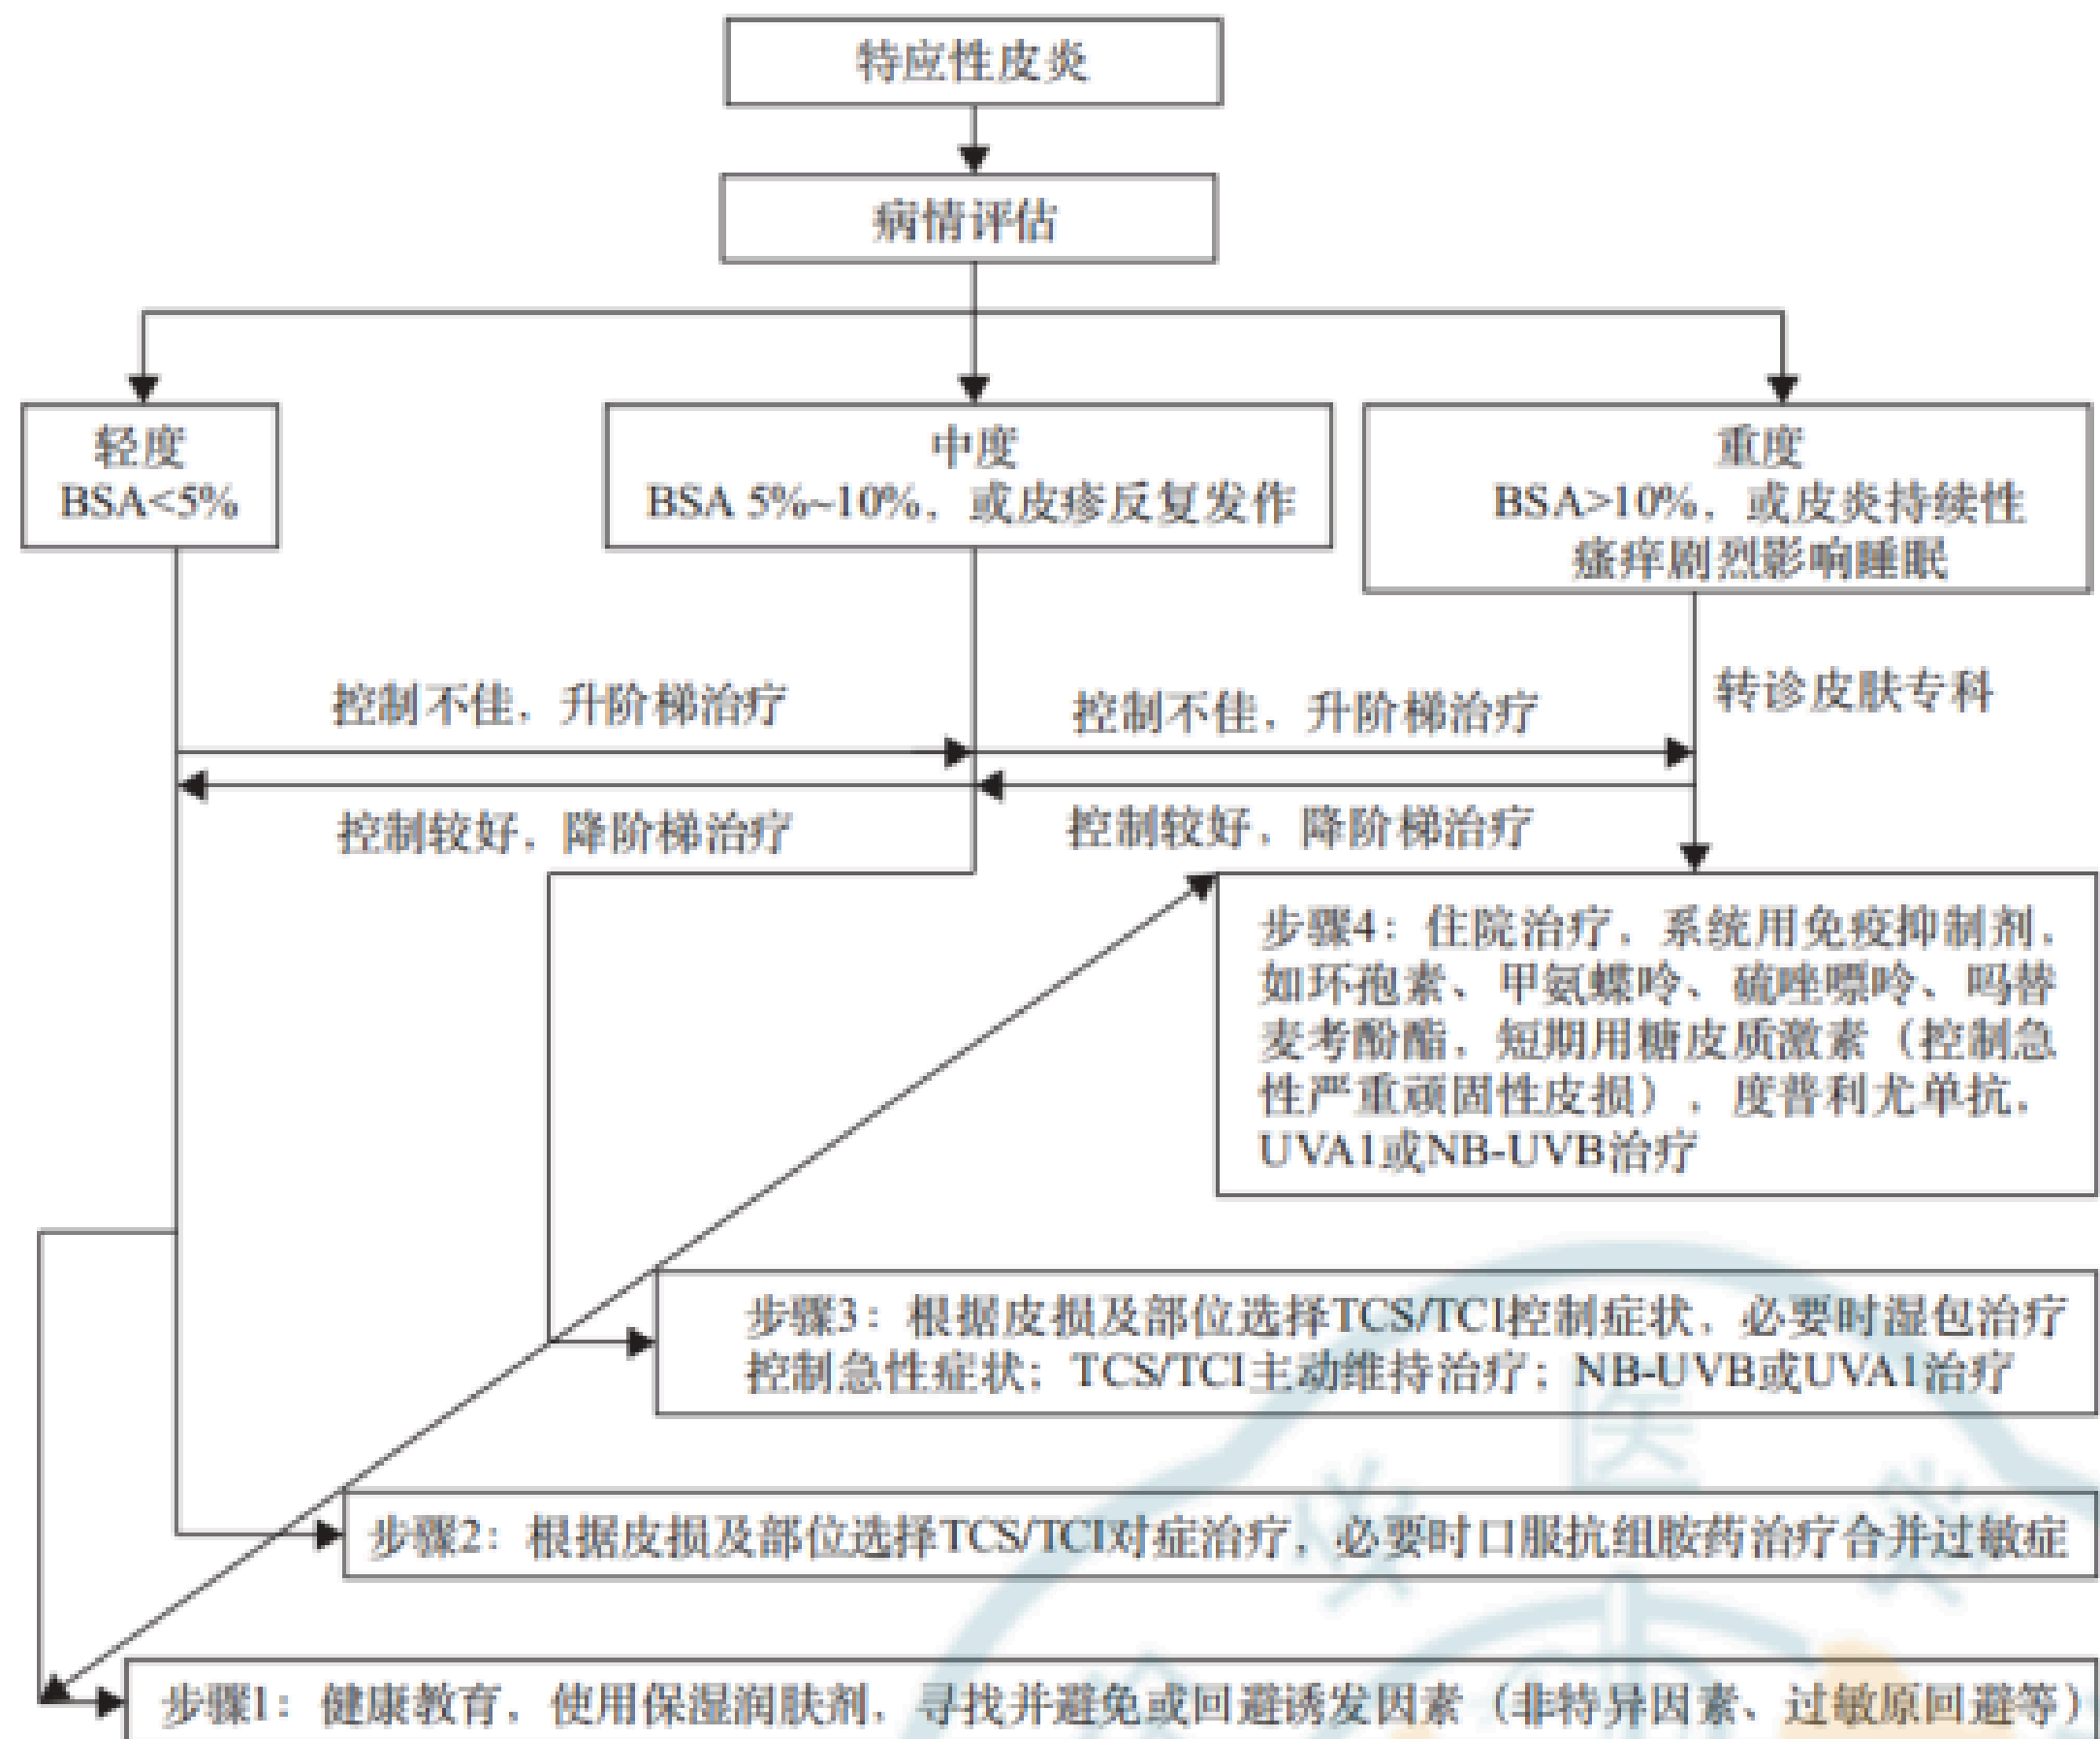 特应性皮炎
病情评估
轻度
BSA<5%
中度
BSA 5%~10%，或皮疹反复发作
重度
BSA>10%，或皮炎持续性
瘙痒剧烈影响睡眠
控制不佳，升阶梯治疗
控制不佳，升阶梯治疗
转诊皮肤专科
控制较好，降阶梯治疗
控制较好，降阶梯治疗
步骤4：住院治疗，系统用免疫抑制剂，
如环孢素、甲氨蝶呤、硫唑嘌呤、吗替
麦考酚酯，短期用糖皮质激素（控制急
性严重顽固性皮损），度普利尤单抗，
UVA1或NB-UVB治疗
步骤3：根据皮损及部位选择TCS/TCI控制症状，必要时湿包治疗
控制急性症状；TCS/TCI主动维持治疗；NB-UVB或UVA1治疗
步骤2：根据皮损及部位选择TCS/TCI对症治疗，必要时口服抗组胺药治疗合并过敏症
步骤1：健康教育，使用保湿润肤剂，寻找并避免或回避诱发因素（非特异因素、过敏原回避等）
华 医 学